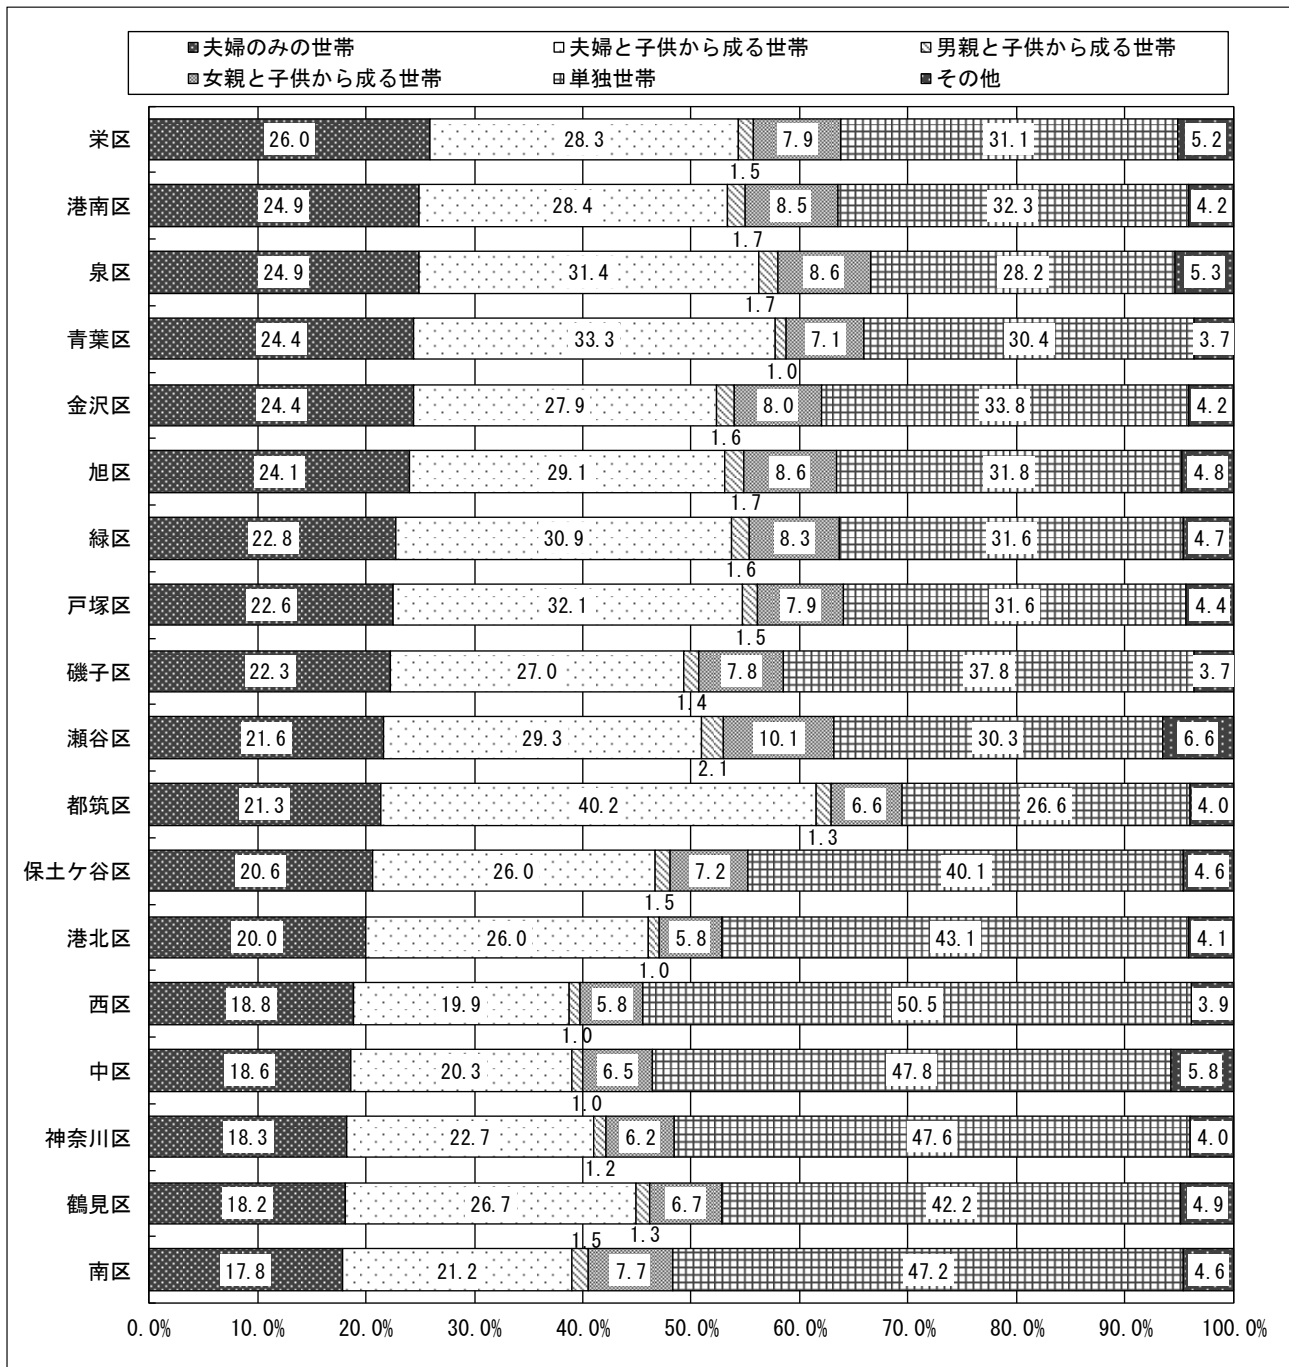 夫婦のみの世帯 夫婦と子供から成る世帯 男親と子供から成る世帯
女親と子供から成る世帯 単独世帯 その他
栄区 26.0 28.3 7.9 31.1 5.2
1.5
港南区 24.9 28.4 8.5 32.3 4.2
1.7
泉区 24.9 31.4 8.6 28.2 5.3
1.7
青葉区 24.4 33.3 7.1 30.4 3.7
1.0
金沢区 24.4 27.9 8.0 33.8 4.2
1.6
旭区 24.1 29.1 8.6 31.8 4.8
1.7
緑区 22.8 30.9 8.3 31.6 4.7
1.6
戸塚区 22.6 32.1 7.9 31.6 4.4
1.5
磯子区 22.3 27.0 7.8 37.8 3.7
1.4
瀬谷区 21.6 29.3 10.1 30.3 6.6
2.1
都筑区 21.3 40.2 6.6 26.6 4.0
1.3
保土ケ谷区 20.6 26.0 7.2 40.1 4.6
1.5
港北区 20.0 26.0 5.8 43.1 4.1
1.0
西区 18.8 19.9 5.8 50.5 3.9
1.0
中区 18.6 20.3 6.5 47.8 5.8
1.0
神奈川区 18.3 22.7 6.2 47.6 4.0
1.2
鶴見区 18.2 26.7 6.7 42.2 4.9
1.5 1.3
南区 17.8 21.2 7.7 47.2 4.6
0.0% 10.0% 20.0% 30.0% 40.0% 50.0% 60.0% 70.0% 80.0% 90.0% 100.0%